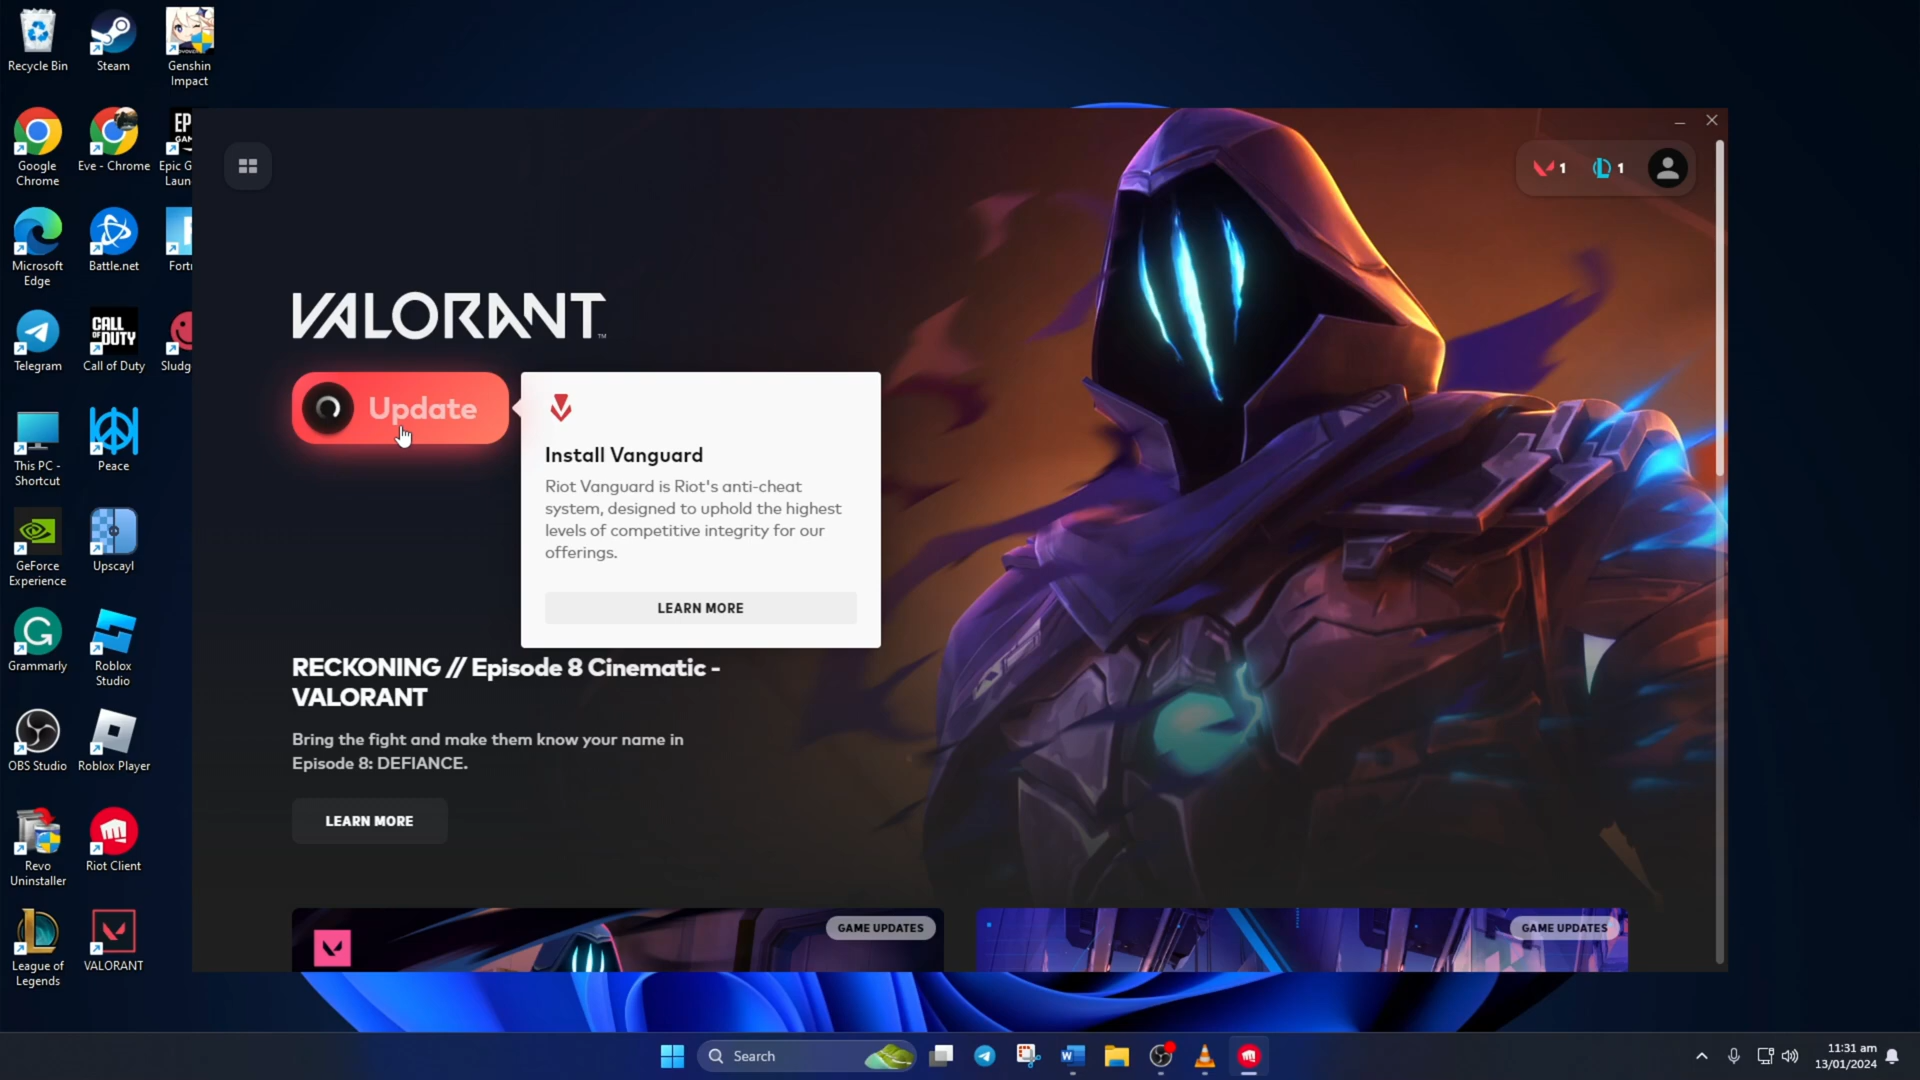 Recycle Bin
Steam
Genshin
Impact
Google
Chrome
Eve - Chrome
EP
GAM
Epic G
Laun
Microsoft
Edge
Battle.net
F
Fortn
Telegram
CALL
OF DUTY
Call of Duty
Sludg
This PC -
Shortcut
Peace
GeForce
Experience
Upscayl
Grammarly
Roblox
Studio
OBS Studio
Roblox Player
Revo
Uninstaller
Riot Client
League of
Legends
VALORANT
1
1
VALORANT™
Update
Install Vanguard
Riot Vanguard is Riot's anti-cheat
system, designed to uphold the highest
levels of competitive integrity for our
offerings.
LEARN MORE
RECKONING // Episode 8 Cinematic -
VALORANT
Bring the fight and make them know your name in
Episode 8: DEFIANCE.
LEARN MORE
GAME UPDATES
GAME UPDATES
Search
11:31 am
13/01/2024